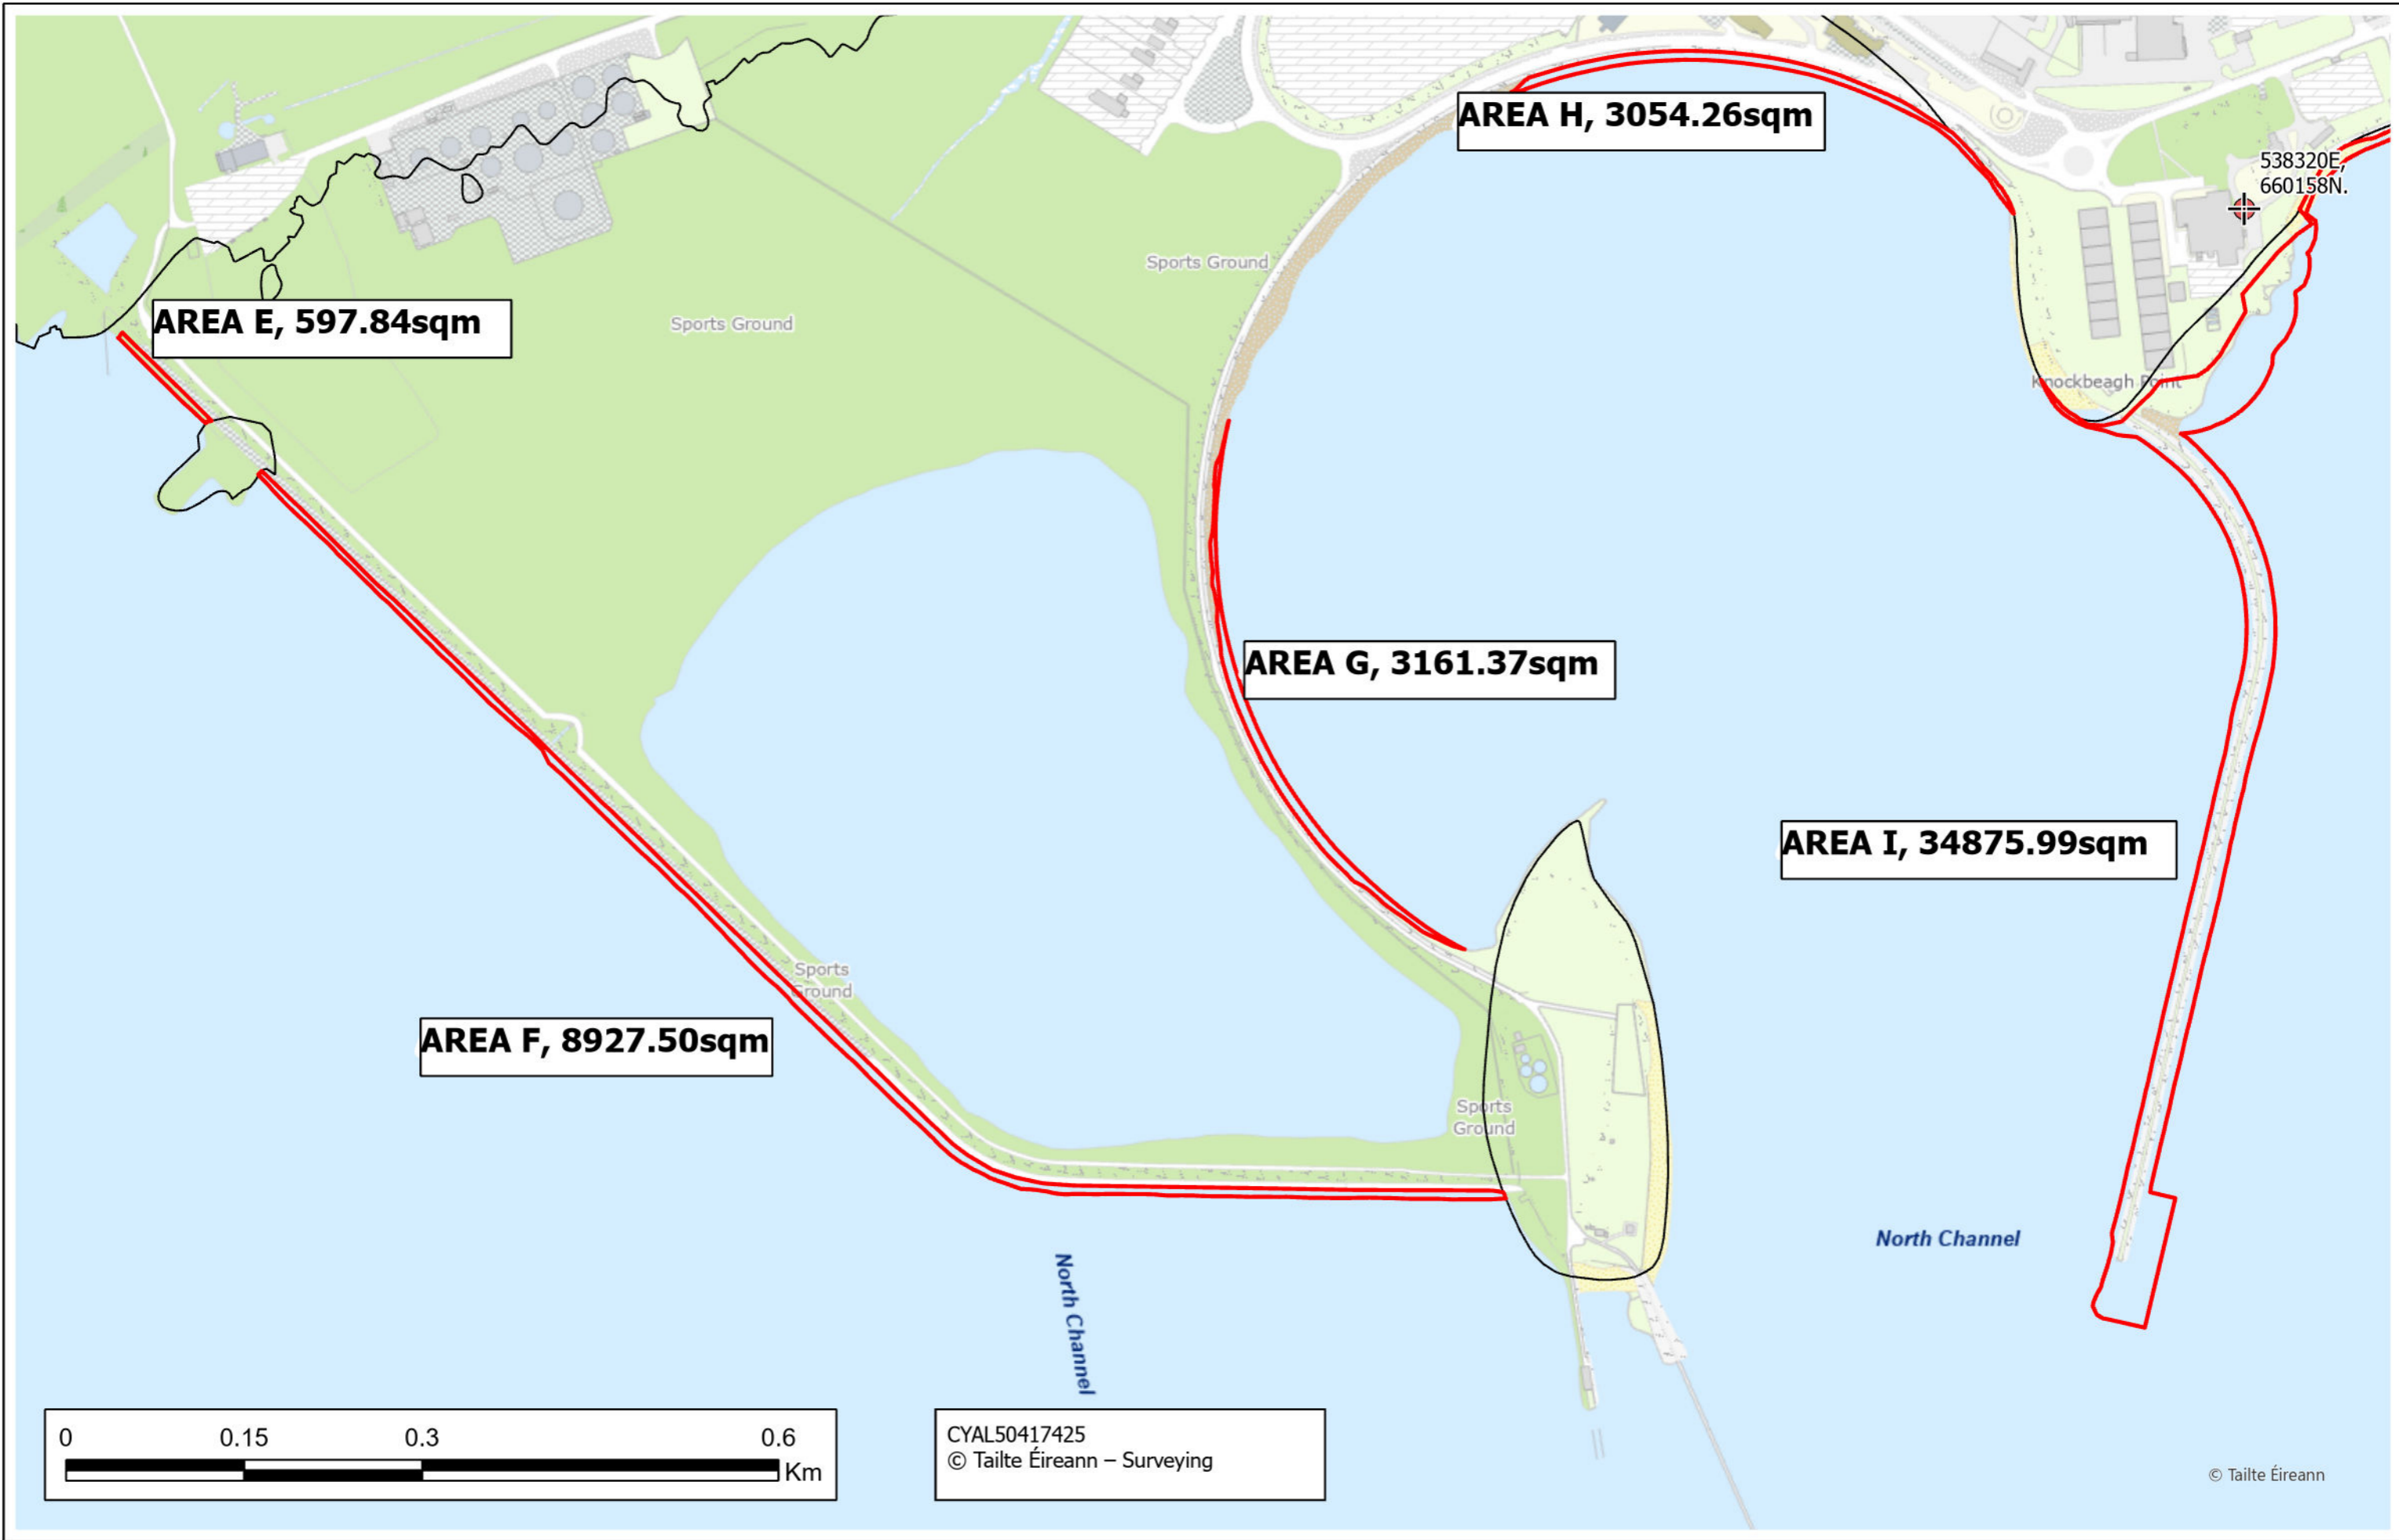 AREA H, 3054.26sqm
538320E,
660158N.
Sports Ground
AREA E, 597.84sqm
Sports Ground
Knockbeagh Point
AREA G, 3161.37sqm
AREA I, 34875.99sqm
Sports
Ground
AREA F, 8927.50sqm
Sports
Ground
North Channel
North Channel
0 0.15 0.3 0.6
Km
CYAL50417425
© Tailte Éireann – Surveying
© Tailte Éireann